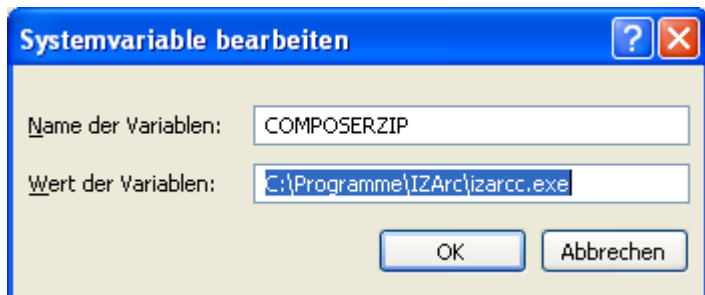 Systemvariable bearbeiten
Name der Variablen: COMPOSERZIP
Wert der Variablen: C:\Programme\IZArc\izarcc.exe
OK Abbrechen